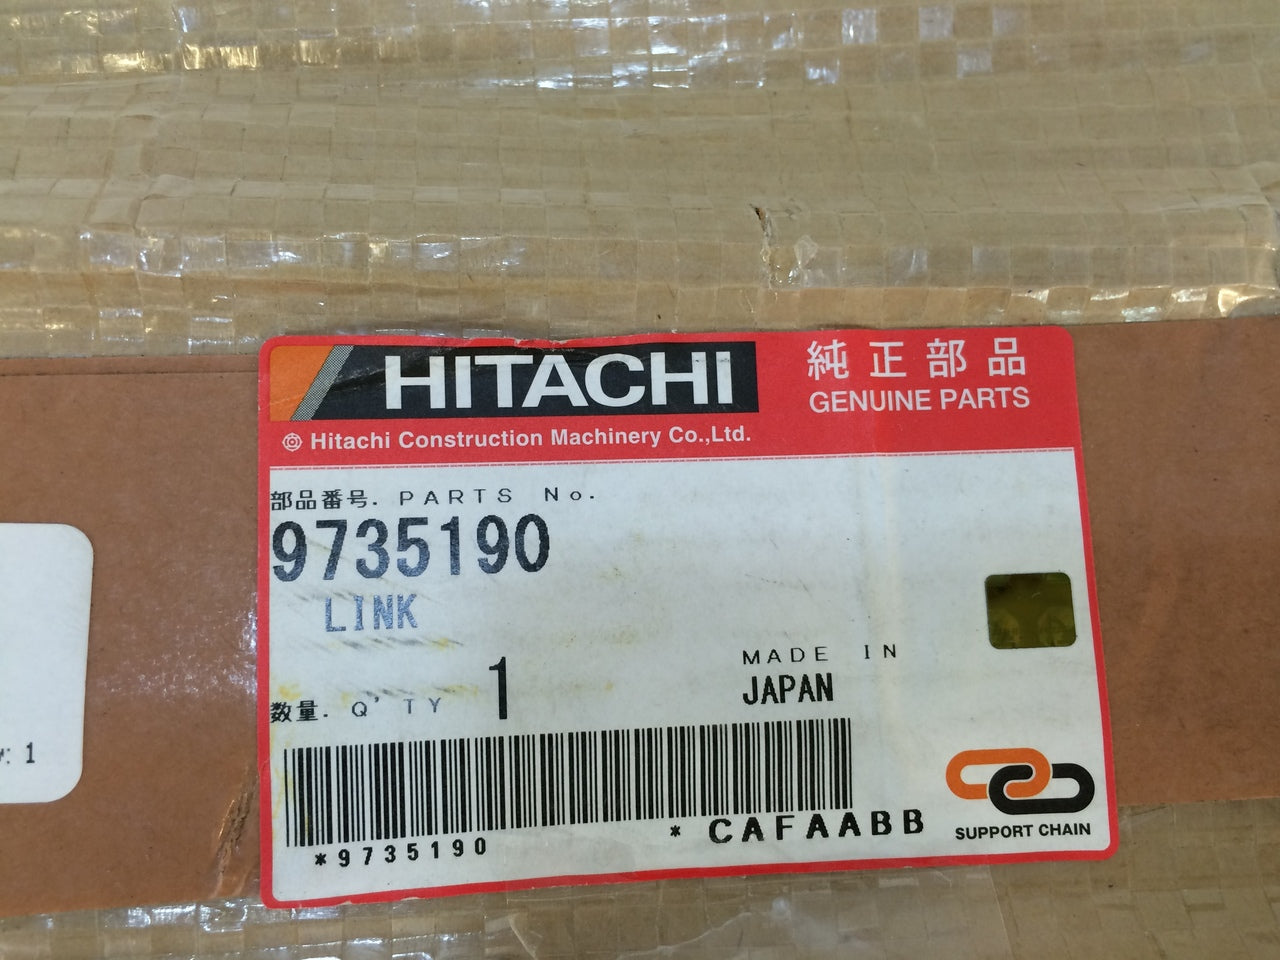 HITACHI
純正部品
GENUINE PARTS
Hitachi Construction Machinery Co.,Ltd.
部品番号. PARTS No.
9735190
LINK
MADE IN
JAPAN
数量. Q'TY 1
*9735190 * CAFAABB
SUPPORT CHAIN
: 1